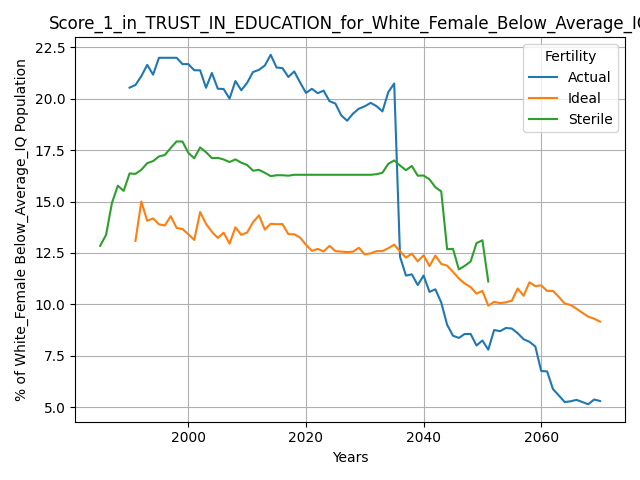 Score_1_in_TRUST_IN_EDUCATION_for_White_Female_Below_Average_IQ
Fertility
Actual
Ideal
Sterile
% of White_Female Below_Average_IQ Population
22.5
20.0
17.5
15.0
12.5
10.0
7.5
5.0
2000 2020 2040 2060
Years